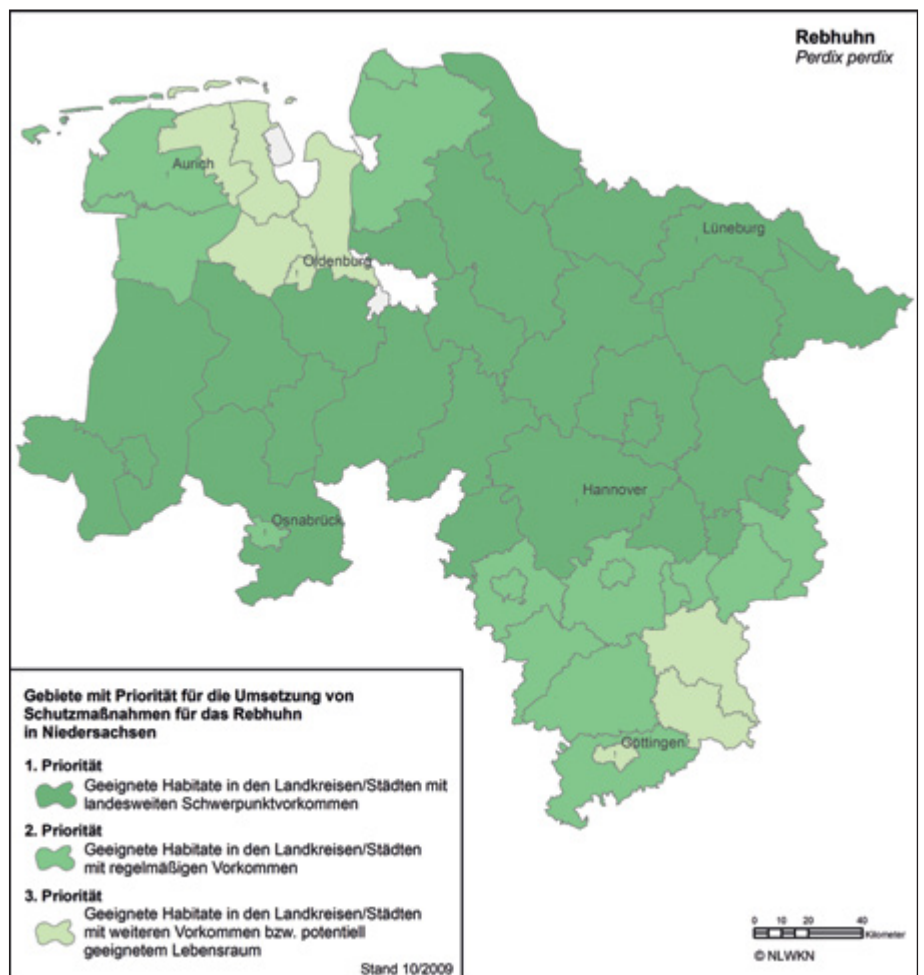 Rebhuhn
Perdix perdix
Aurich
Oldenburg
Lüneburg
Hannover
Osnabrück
Göttingen
Gebiete mit Priorität für die Umsetzung von
Schutzmaßnahmen für das Rebhuhn
in Niedersachsen
1. Priorität
Geeignete Habitate in den Landkreisen/Städten mit
landesweiten Schwerpunktvorkommen
2. Priorität
Geeignete Habitate in den Landkreisen/Städten
mit regelmäßigen Vorkommen
3. Priorität
Geeignete Habitate in den Landkreisen/Städten
mit weiteren Vorkommen bzw. potentiell
geeignetem Lebensraum
Stand 10/2009
0 5 10 20 40
Kilometer
© NLWKN